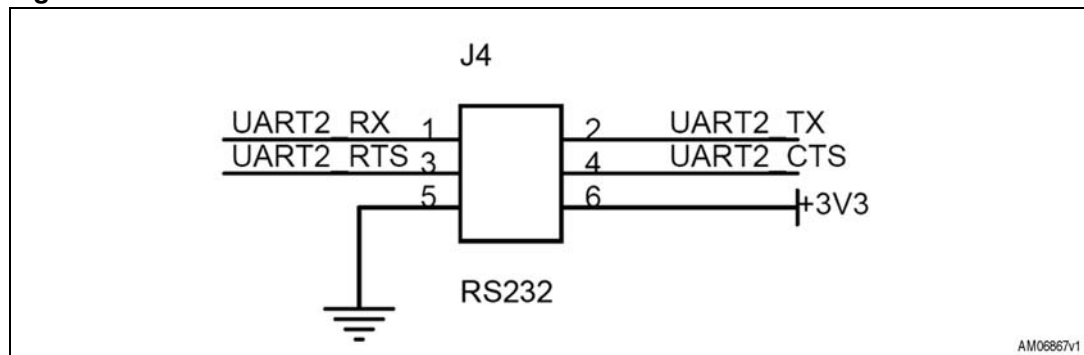 J4
UART2_RX 1 2 UART2_TX
UART2_RTS 3 4 UART2_CTS
5 6 +3V3
RS232
AM06867v1